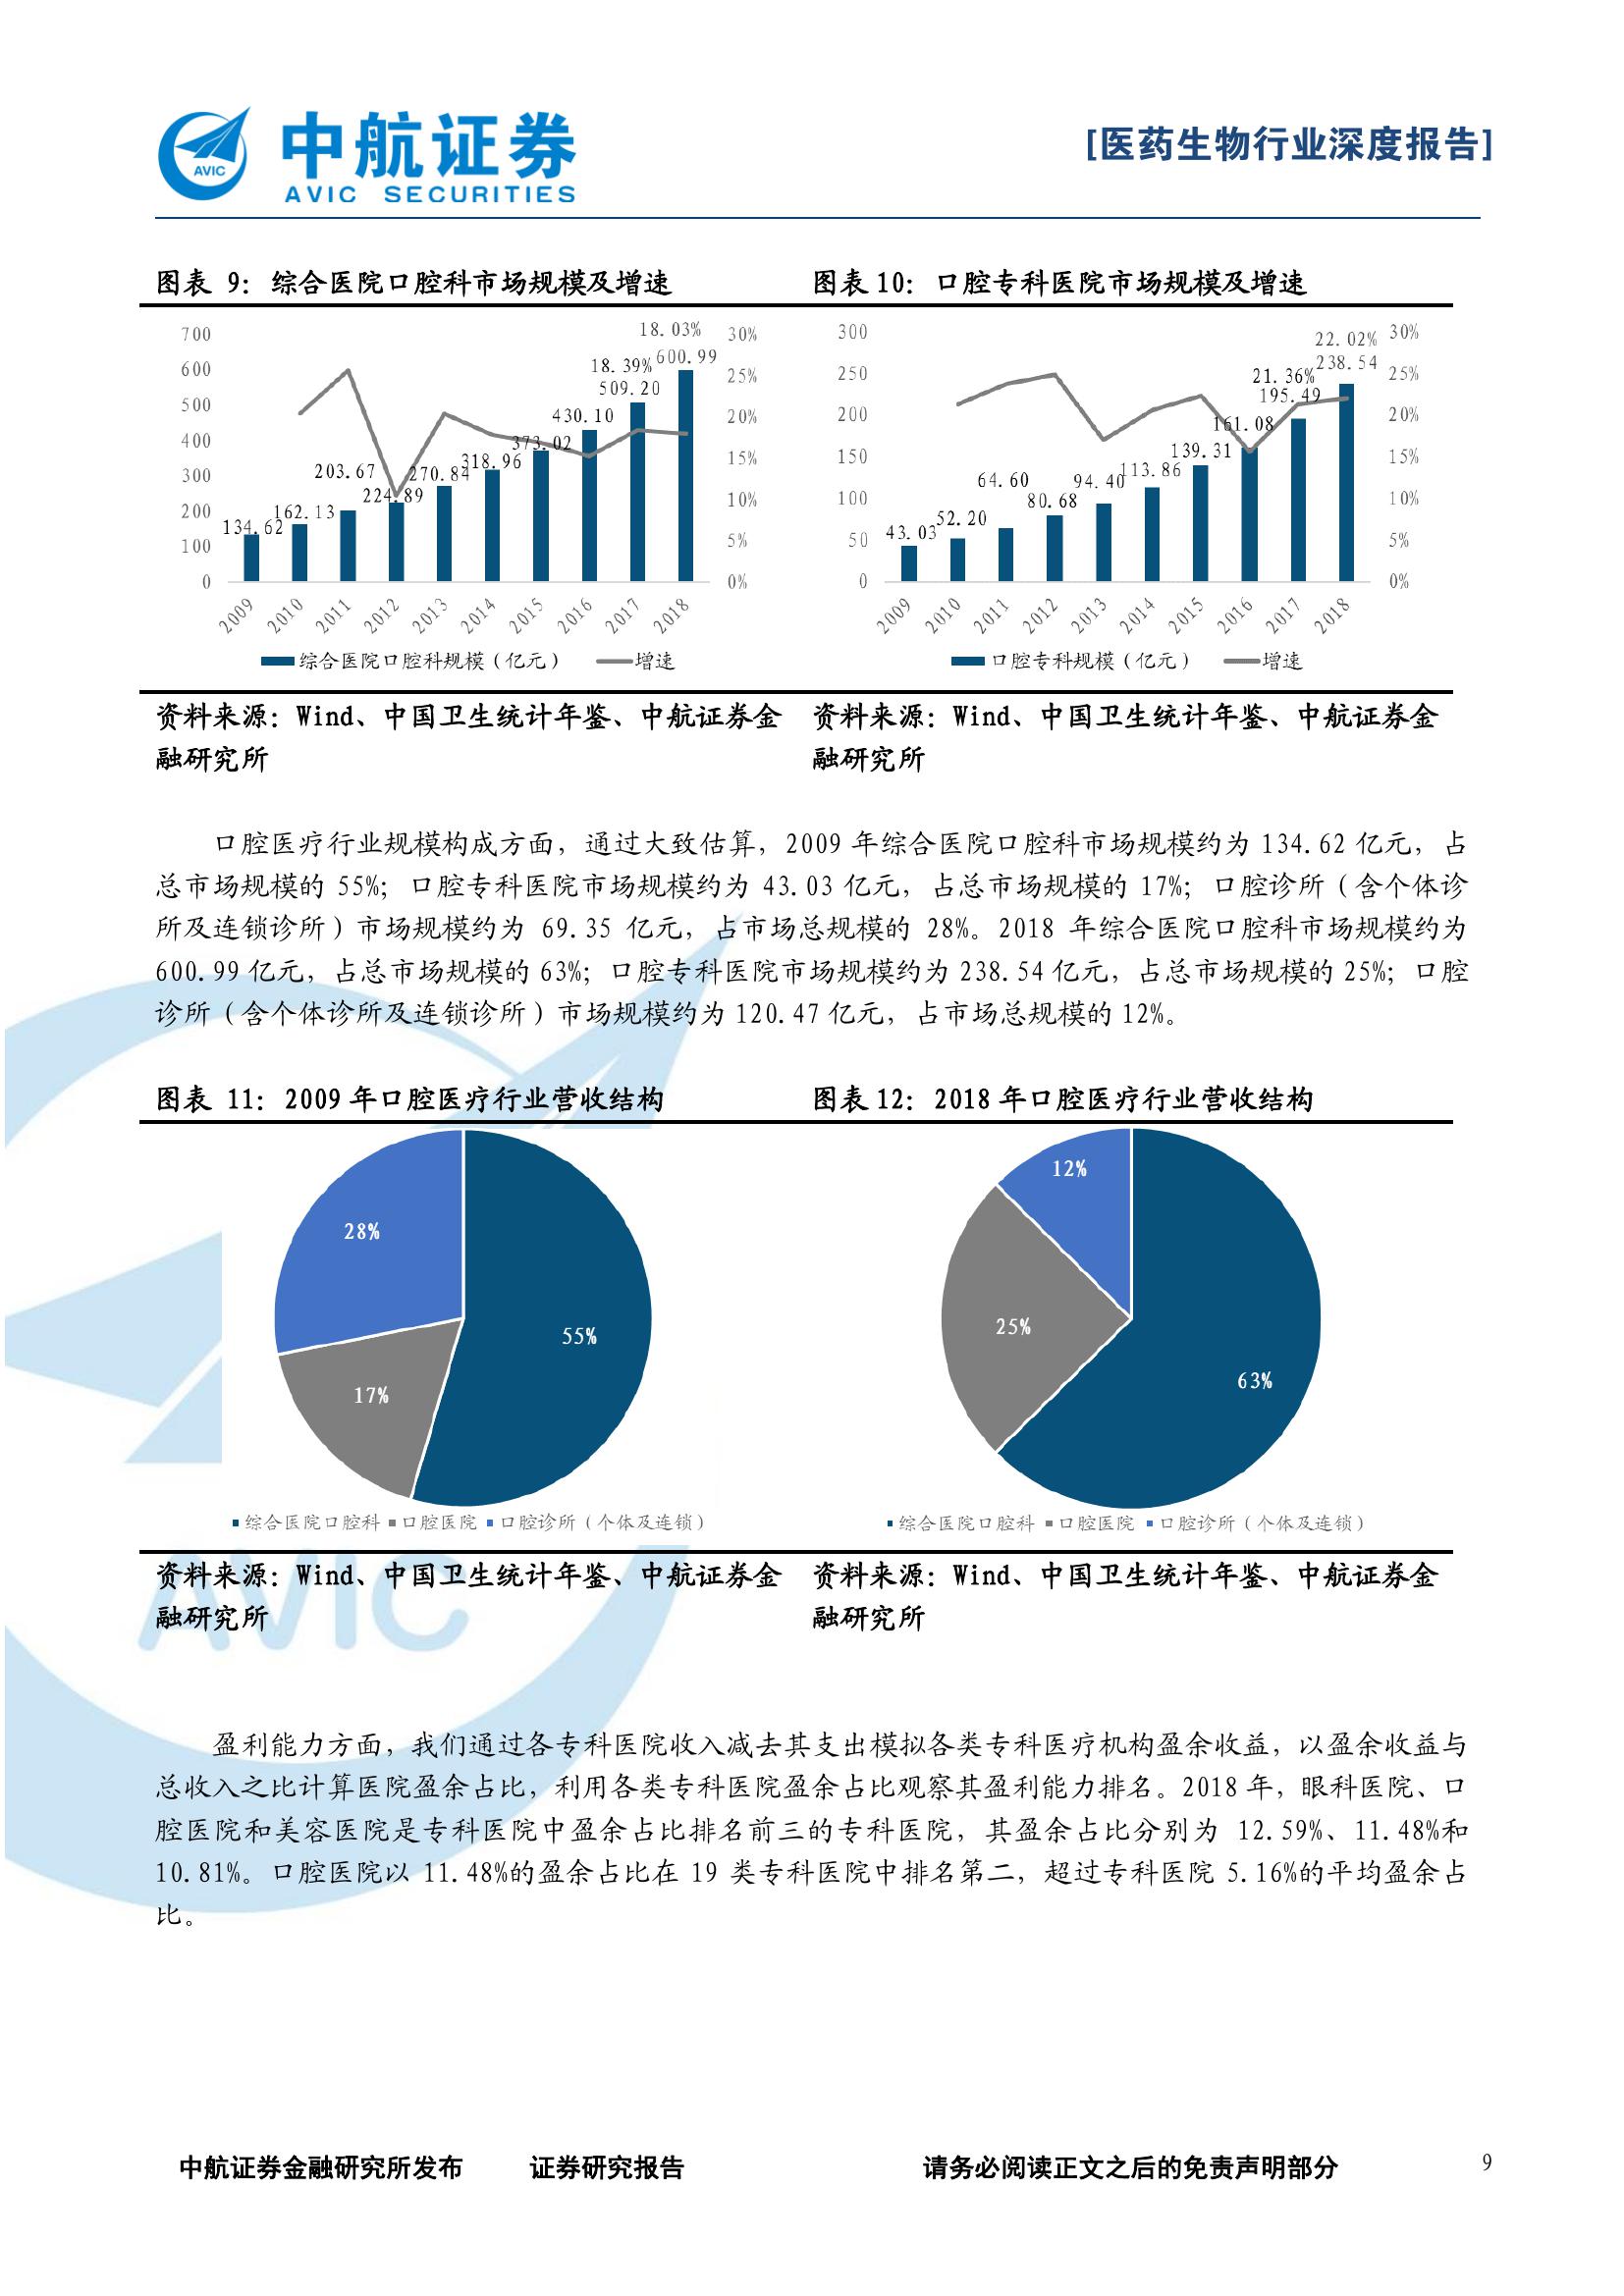 中航证券
AVIC SECURITIES
AVIC
[医药生物行业深度报告]
图表 9：综合医院口腔科市场规模及增速
700
600
500
400
300
200
100
0
30%
25%
20%
15%
10%
5%
0%
134.62
162.13
203.67
224.89
270.84
318.96
373.02
430.10
509.20
600.99
18.39%
18.03%
2009 2010 2011 2012 2013 2014 2015 2016 2017 2018
综合医院口腔科规模（亿元） 增速
资料来源：Wind、中国卫生统计年鉴、中航证券金
融研究所
图表 10：口腔专科医院市场规模及增速
300
250
200
150
100
50
0
30%
25%
20%
15%
10%
5%
0%
43.03
52.20
64.60
80.68
94.40
113.86
139.31
161.08
195.49
238.54
21.36%
22.02%
2009 2010 2011 2012 2013 2014 2015 2016 2017 2018
口腔专科规模（亿元） 增速
资料来源：Wind、中国卫生统计年鉴、中航证券金
融研究所
口腔医疗行业规模构成方面，通过大致估算，2009 年综合医院口腔科市场规模约为 134.62 亿元，占
总市场规模的 55%；口腔专科医院市场规模约为 43.03 亿元，占总市场规模的 17%；口腔诊所（含个体诊
所及连锁诊所）市场规模约为 69.35 亿元，占市场总规模的 28%。2018 年综合医院口腔科市场规模约为
600.99 亿元，占总市场规模的 63%；口腔专科医院市场规模约为 238.54 亿元，占总市场规模的 25%；口腔
诊所（含个体诊所及连锁诊所）市场规模约为 120.47 亿元，占市场总规模的 12%。
图表 11：2009 年口腔医疗行业营收结构
28%
55%
17%
综合医院口腔科 口腔医院 口腔诊所（个体及连锁）
资料来源：Wind、中国卫生统计年鉴、中航证券金
融研究所
图表 12：2018 年口腔医疗行业营收结构
12%
25%
63%
综合医院口腔科 口腔医院 口腔诊所（个体及连锁）
资料来源：Wind、中国卫生统计年鉴、中航证券金
融研究所
AVIC
盈利能力方面，我们通过各专科医院收入减去其支出模拟各类专科医疗机构盈余收益，以盈余收益与
总收入之比计算医院盈余占比，利用各类专科医院盈余占比观察其盈利能力排名。2018 年，眼科医院、口
腔医院和美容医院是专科医院中盈余占比排名前三的专科医院，其盈余占比分别为 12.59%、11.48%和
10.81%。口腔医院以 11.48%的盈余占比在 19 类专科医院中排名第二，超过专科医院 5.16%的平均盈余占
比。
中航证券金融研究所发布 证券研究报告 请务必阅读正文之后的免责声明部分 9